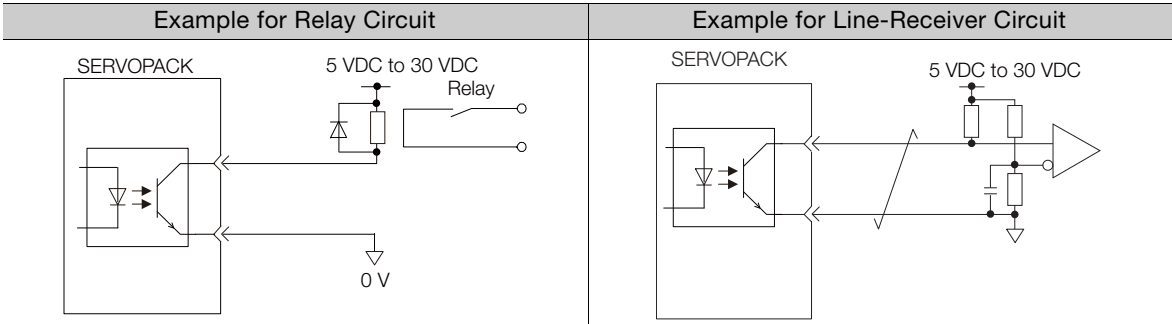 Example for Relay Circuit
SERVOPACK
5 VDC to 30 VDC
Relay
0 V
Example for Line-Receiver Circuit
SERVOPACK
5 VDC to 30 VDC